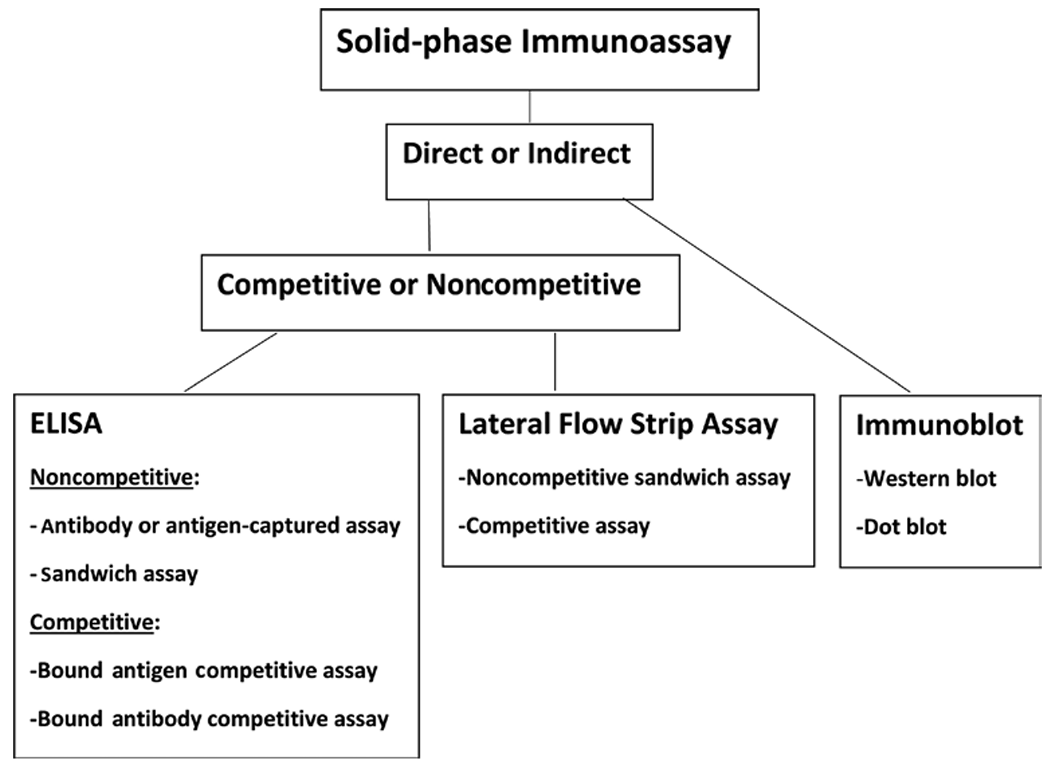 Solid-phase Immunoassay
Direct or Indirect
Competitive or Noncompetitive
ELISA
Noncompetitive:
- Antibody or antigen-captured assay
- Sandwich assay
Competitive:
-Bound antigen competitive assay
-Bound antibody competitive assay
Lateral Flow Strip Assay
-Noncompetitive sandwich assay
-Competitive assay
Immunoblot
-Western blot
-Dot blot